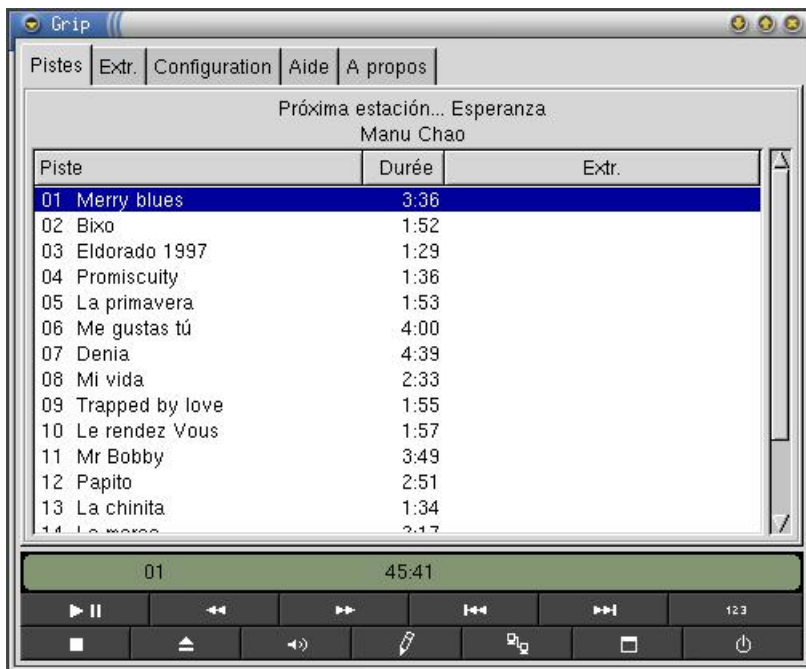 Grip
Pistes Extr. Configuration Aide A propos
Próxima estación... Esperanza
Manu Chao
Piste Durée Extr.
01 Merry blues 3:36
02 Bixo 1:52
03 Eldorado 1997 1:29
04 Promiscuity 1:36
05 La primavera 1:53
06 Me gustas tú 4:00
07 Denia 4:39
08 Mi vida 2:33
09 Trapped by love 1:55
10 Le rendez Vous 1:57
11 Mr Bobby 3:49
12 Papito 2:51
13 La chinita 1:34
14 La
01 45:41
123